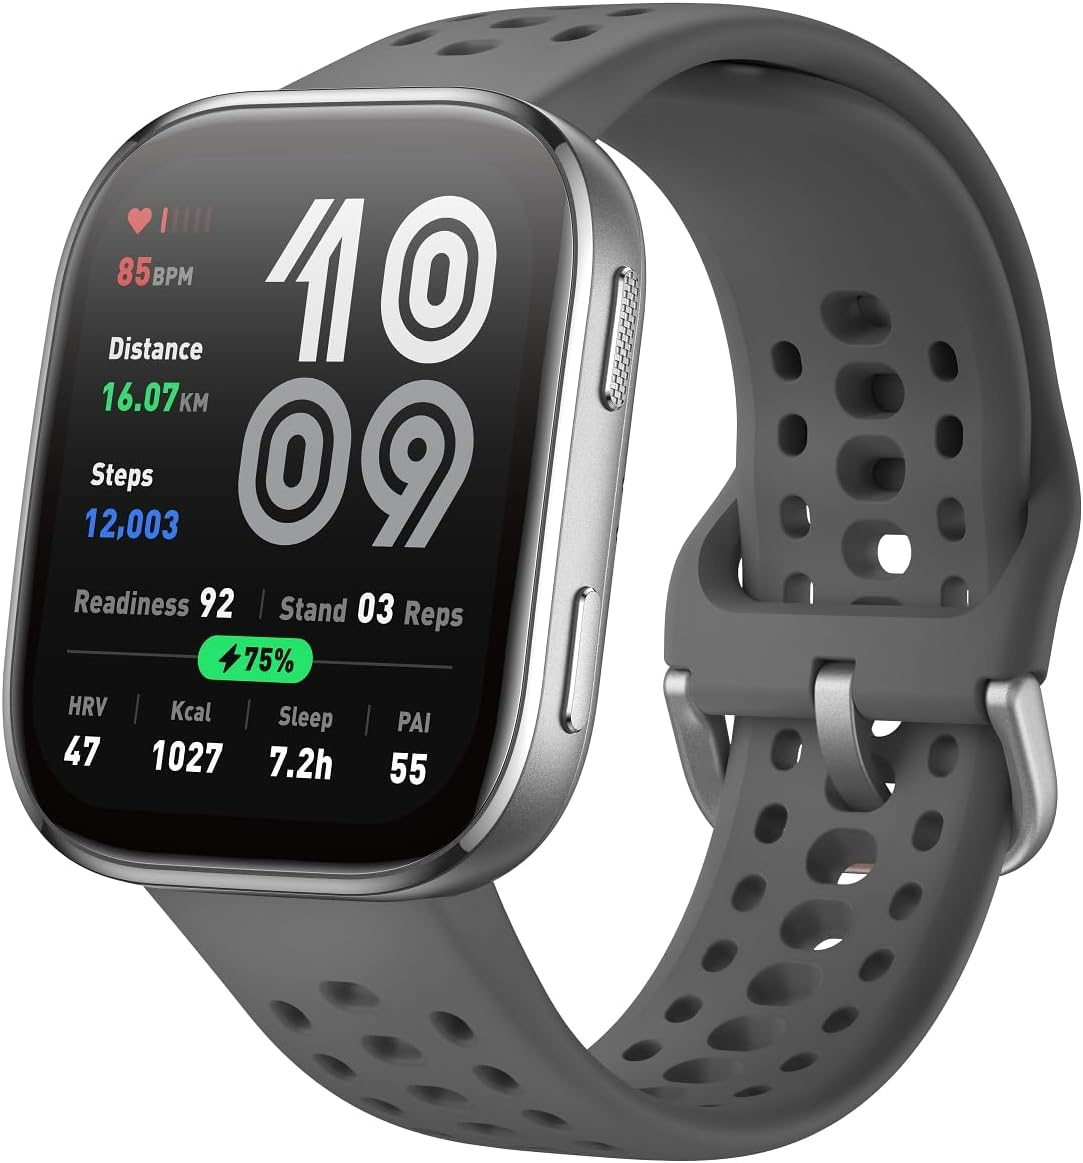 10
09
85BPM
Distance
16.07KM
Steps
12,003
Readiness 92 | Stand 03 Reps
75%
HRV | Kcal | Sleep | PAI
47 1027 7.2h 55